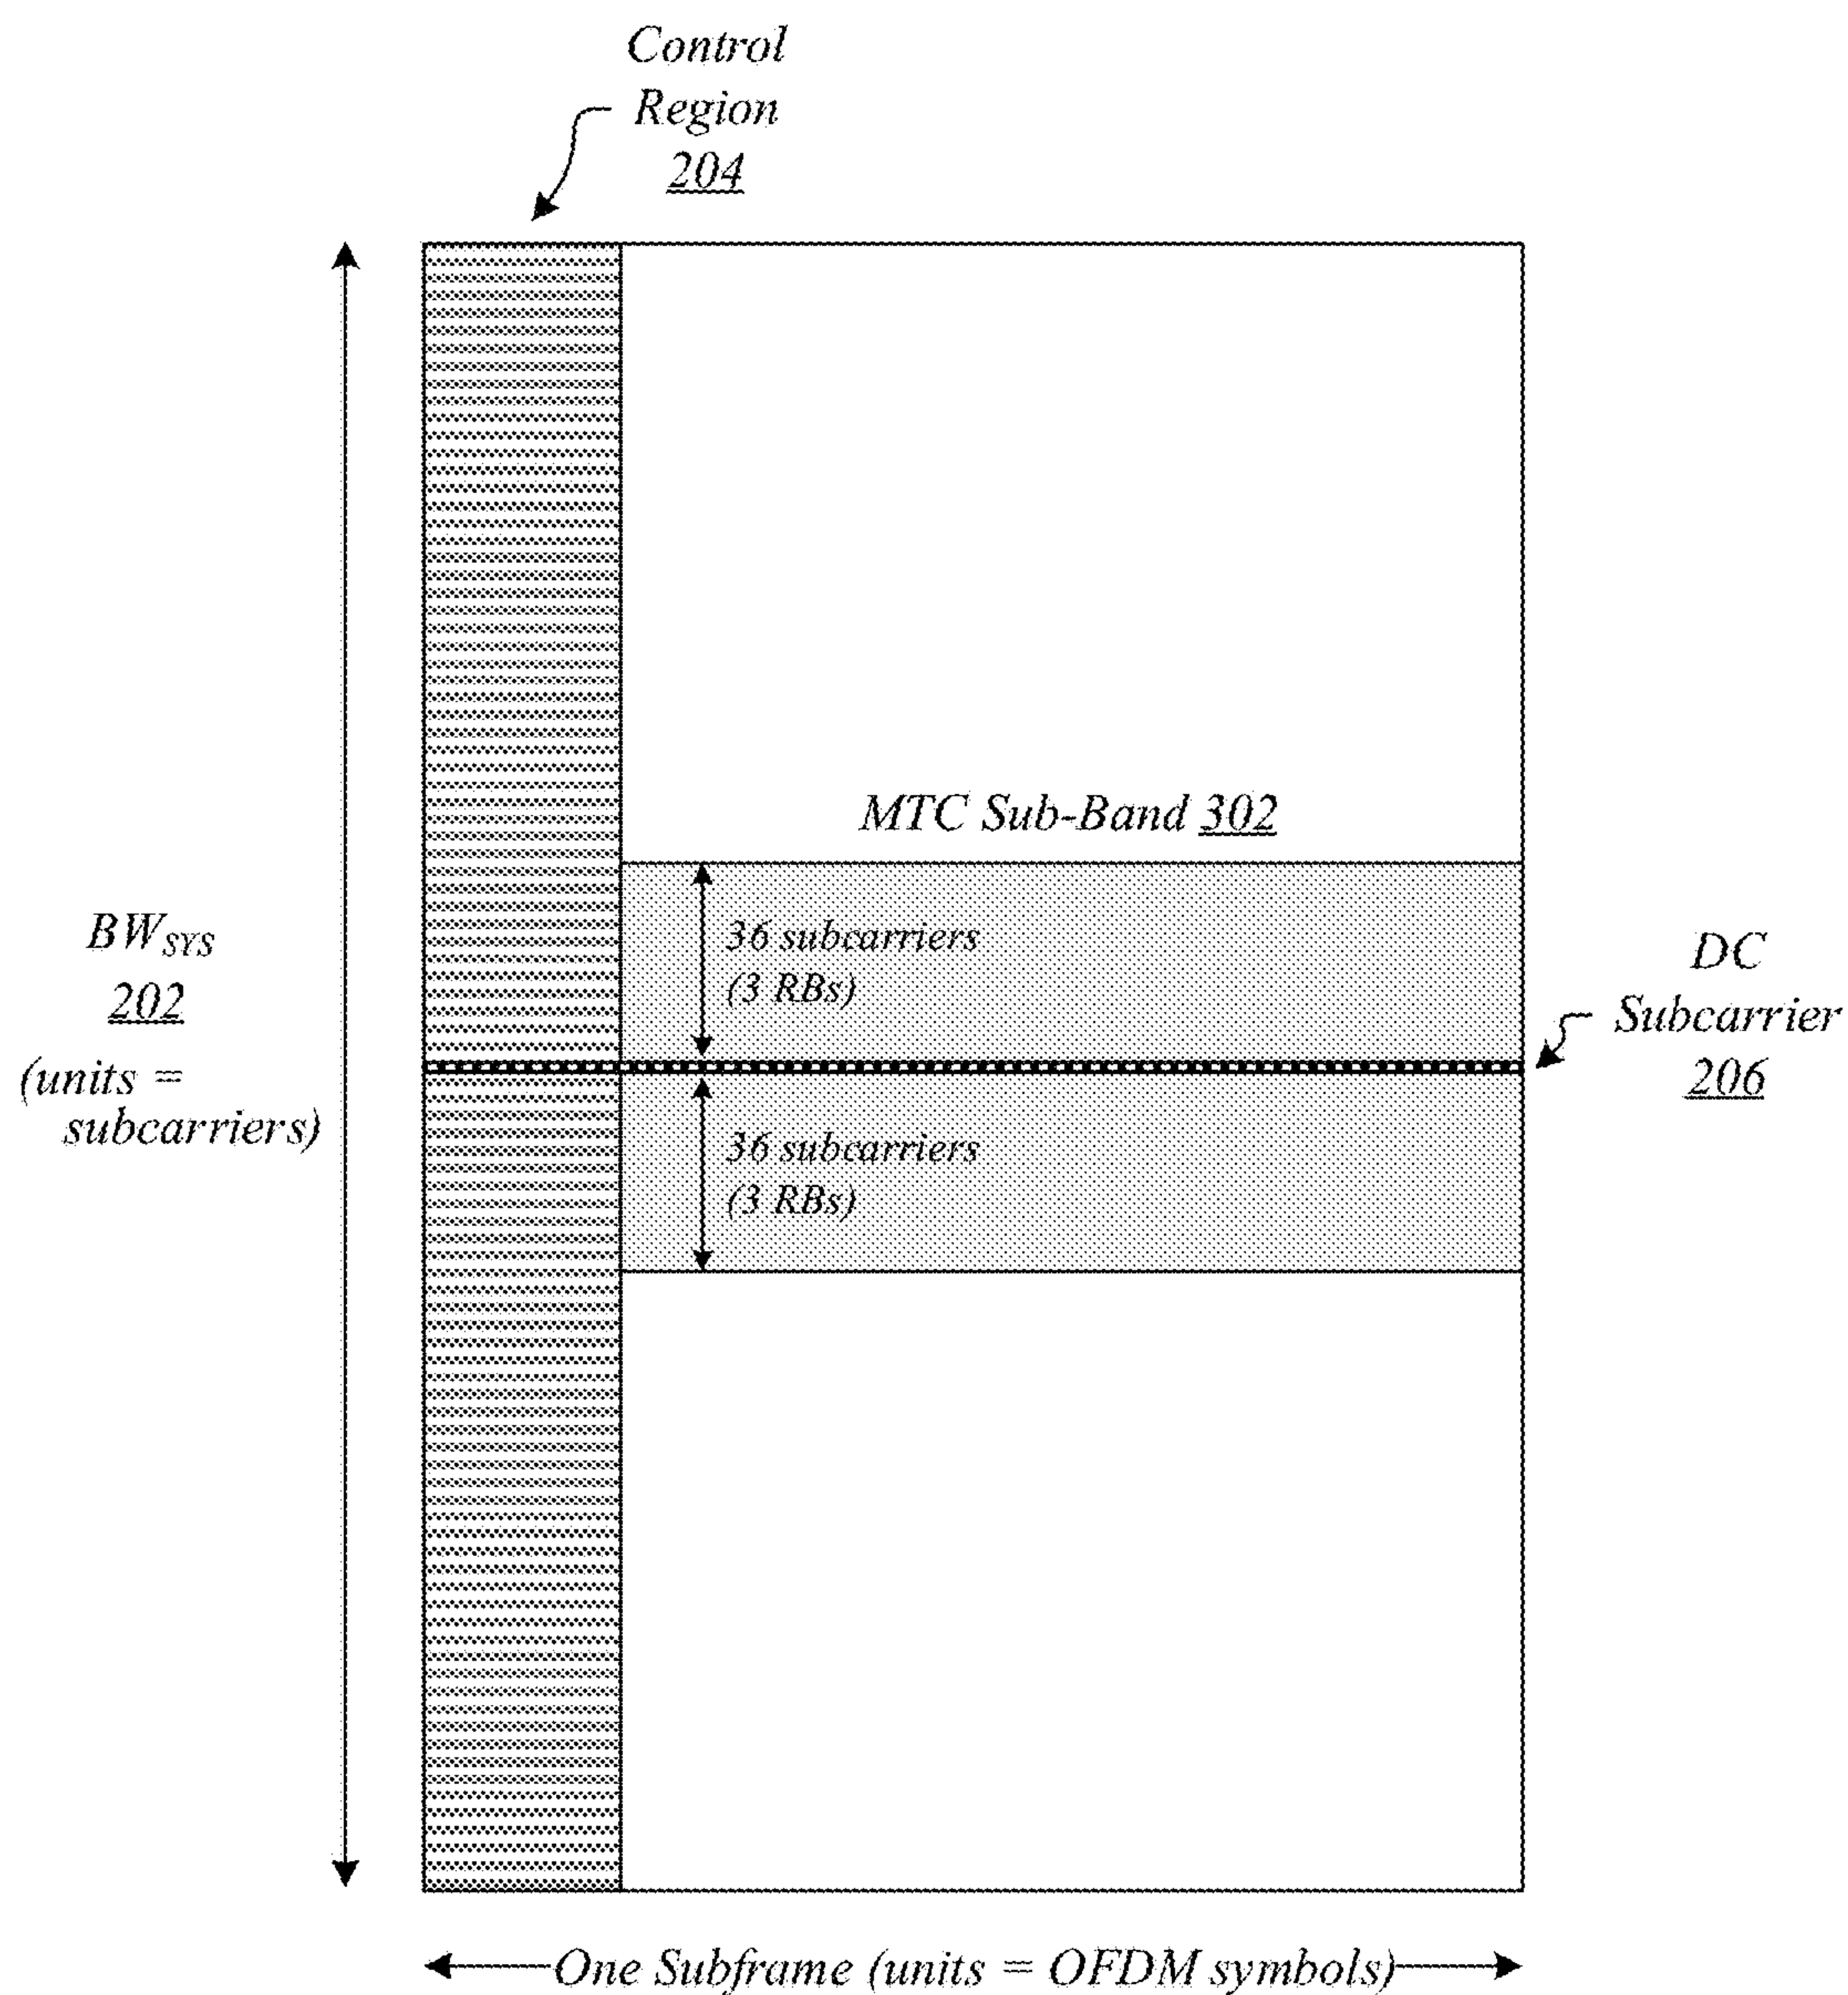 Control
Region
204
MTC Sub-Band 302
36 subcarriers
(3 RBs)
BWSYS
202
(units =
subcarriers)
DC
Subcarrier
206
36 subcarriers
(3 RBs)
One Subframe (units = OFDM symbols)